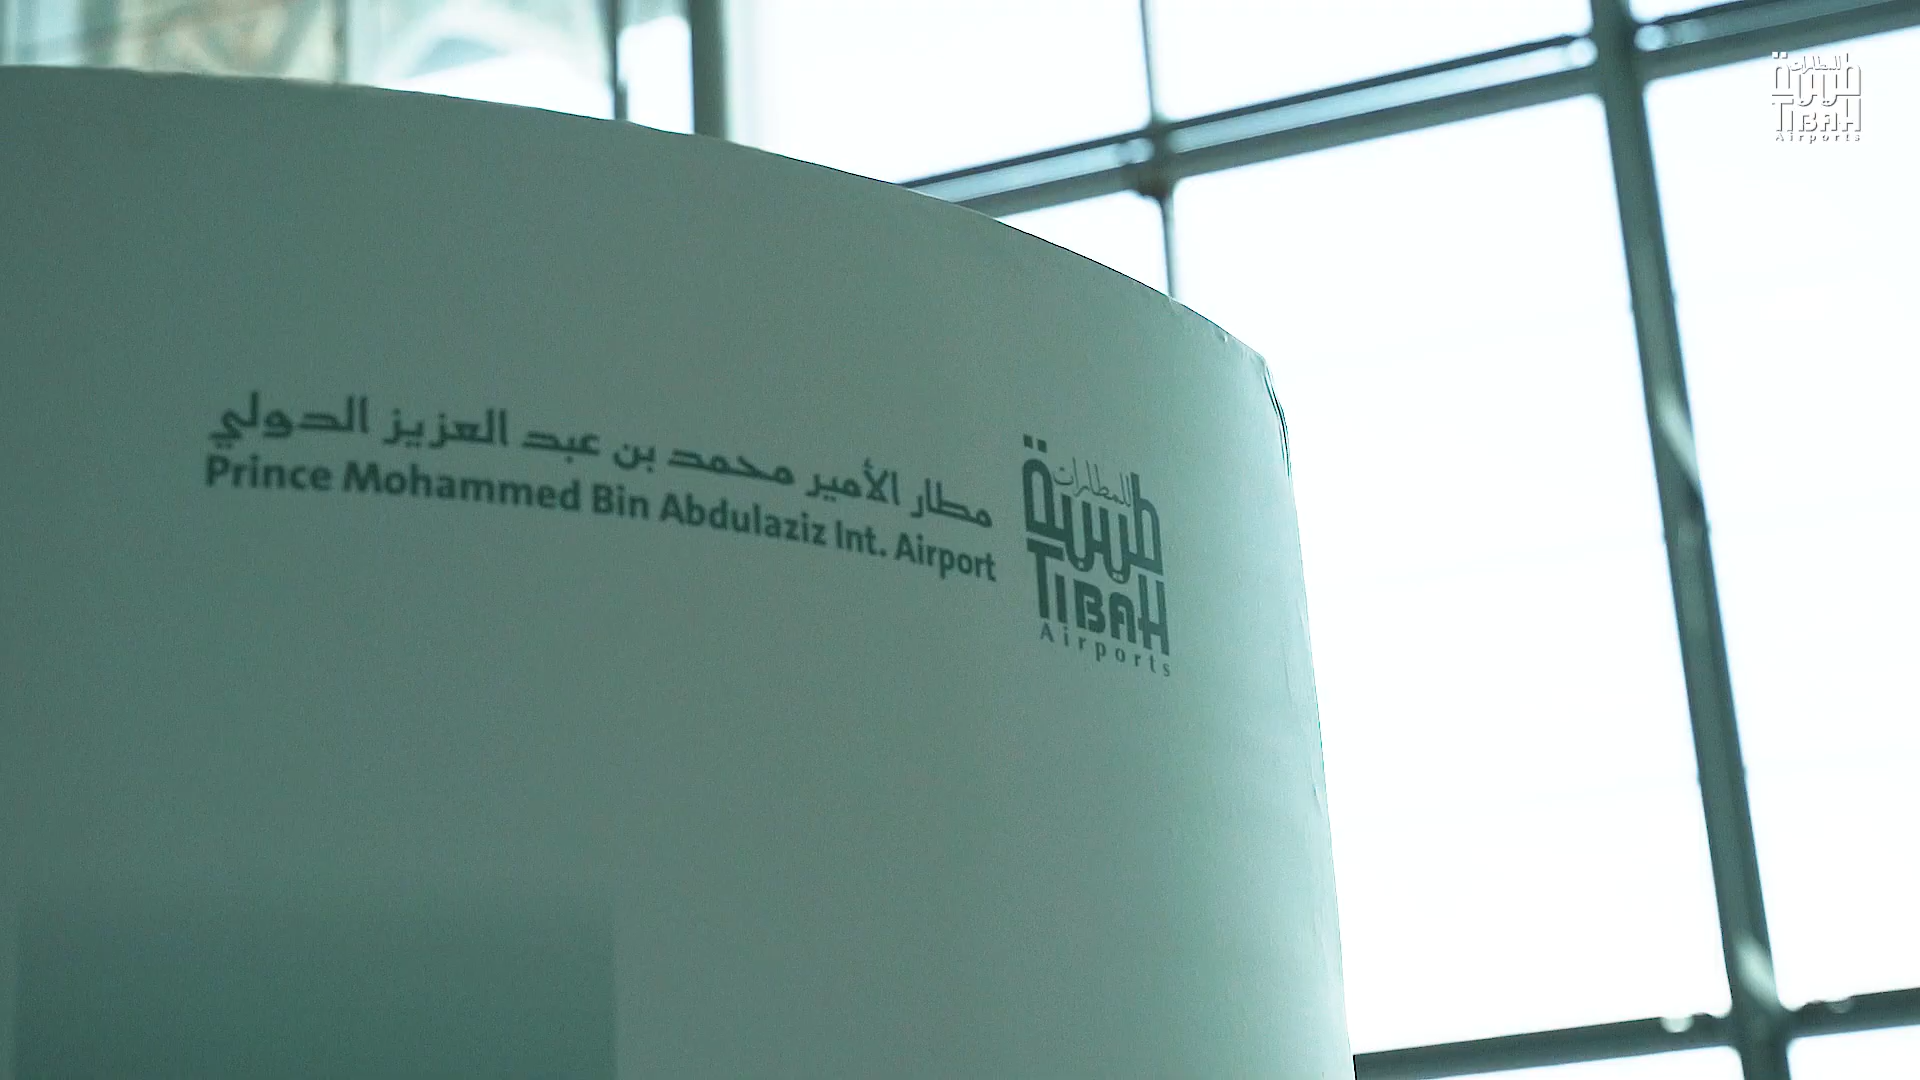 مطار الأمير محمد بن عبد العزيز الدولي
Prince Mohammed Bin Abdulaziz Int. Airport
للمطارات
طيبة
TIBAH
Airports
للمطارات
طيبة
TIBAH
Airports